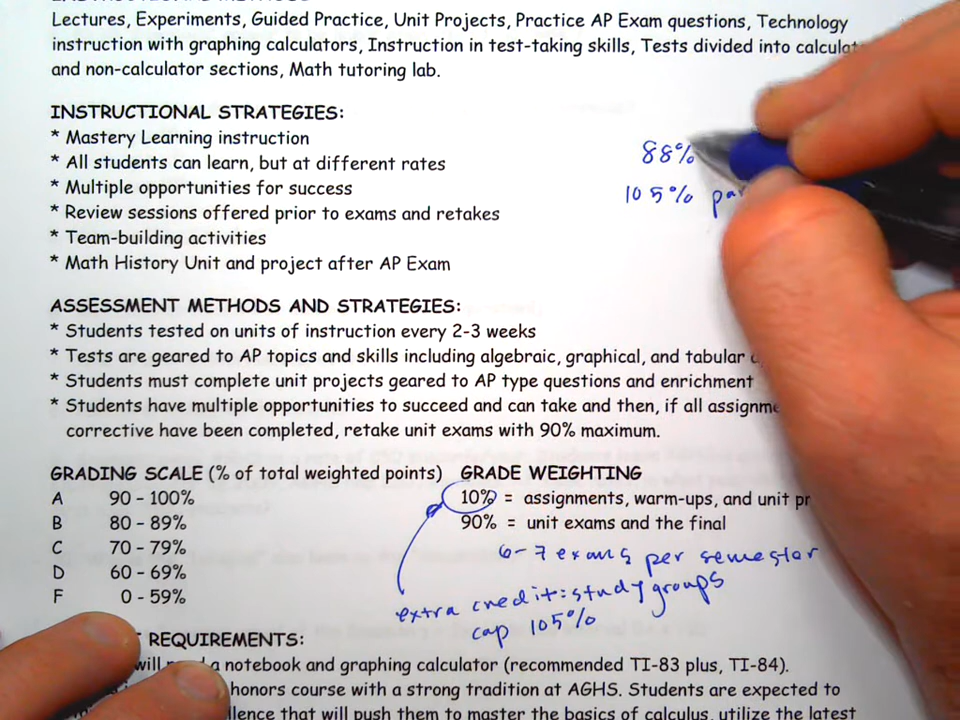 Lectures, Experiments, Guided Practice, Unit Projects, Practice AP Exam questions, Technology
instruction with graphing calculators, Instruction in test-taking skills, Tests divided into
and non-calculator sections, Math tutoring lab.
INSTRUCTIONAL STRATEGIES:
* Mastery Learning instruction
* All students can learn, but at different rates
* Multiple opportunities for success
* Review sessions offered prior to exams and retakes
* Team-building activities
* Math History Unit and project after AP Exam
88%
105%
ASSESSMENT METHODS AND STRATEGIES:
* Students tested on units of instruction every 2-3 weeks
* Tests are geared to AP topics and skills including algebraic, graphical, and tabular
* Students must complete unit projects geared to AP type questions and enrichment
* Students have multiple opportunities to succeed and can take and then, if all
corrective have been completed, retake unit exams with 90% maximum.
GRADING SCALE (% of total weighted points)
A 90 - 100%
B 80 - 89%
C 70 - 79%
D 60 - 69%
F 0 - 59%
GRADE WEIGHTING
10% = assignments, warm-ups, and unit
90% = unit exams and the final
6-7 exams per semestar
extra credit: study groups
cap 105%
REQUIREMENTS:
will a notebook and graphing calculator (recommended TI-83 plus, TI-84).
honors course with a strong tradition at AGHS. Students are expected to
that will push them to master the basics of calculus, utilize the latest